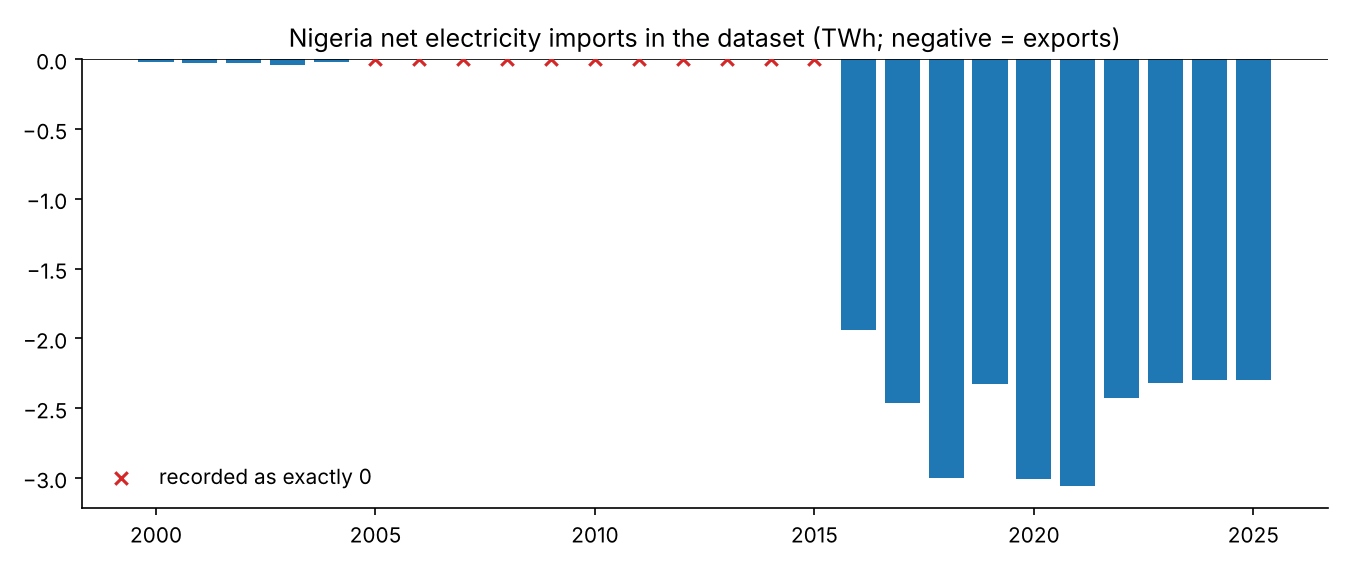 Nigeria net electricity imports in the dataset (TWh; negative = exports)
0.0
−0.5
−1.0
−1.5
−2.0
−2.5
−3.0
recorded as exactly 0
2000 2005 2010 2015 2020 2025